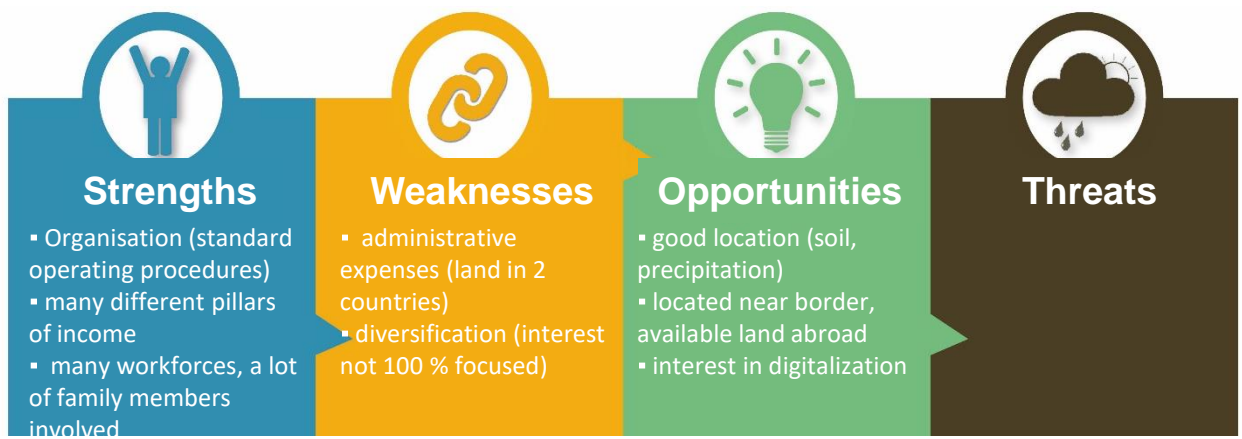 Strengths
▪ Organisation (standard
operating procedures)
▪ many different pillars
of income
▪ many workforces, a lot
of family members
involved
Weaknesses
▪ administrative
expenses (land in 2
countries)
▪ diversification (interest
not 100 % focused)
Opportunities
▪ good location (soil,
precipitation)
▪ located near border,
available land abroad
▪ interest in digitalization
Threats